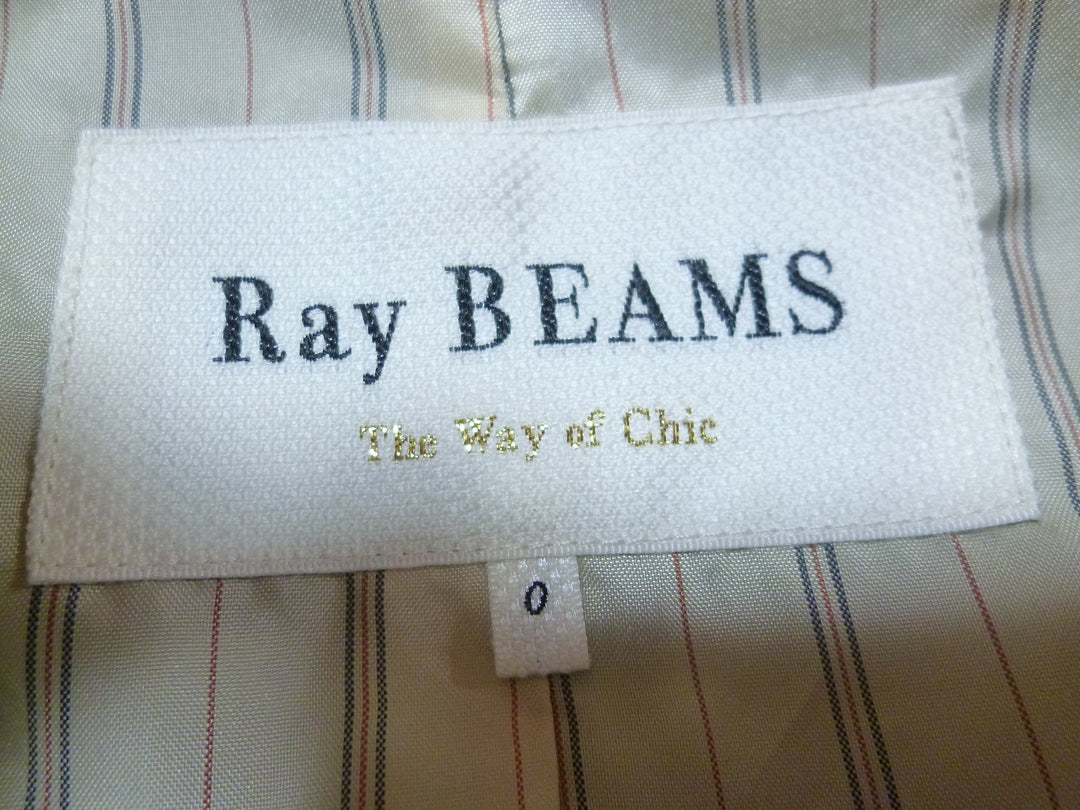 Ray BEAMS
The Way of Chic
0